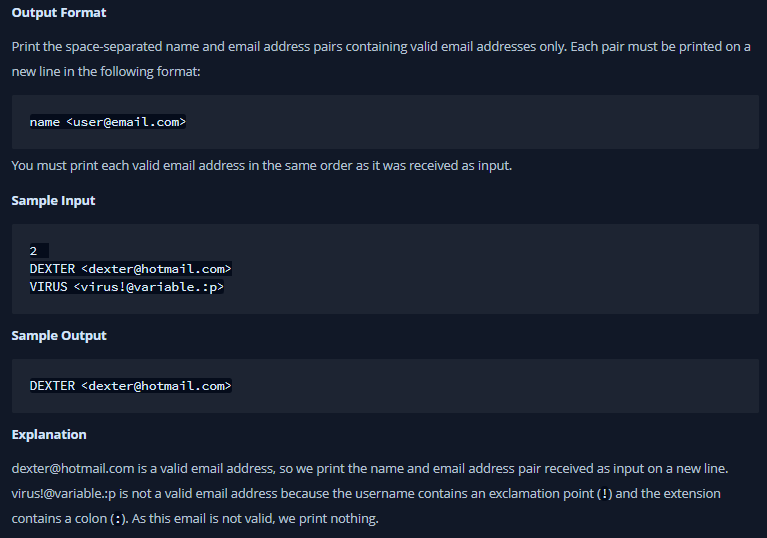 Output Format
Print the space-separated name and email address pairs containing valid email addresses only. Each pair must be printed on a
new line in the following format:
name <user@email.com>
You must print each valid email address in the same order as it was received as input.
Sample Input
2
DEXTER <dexter@hotmail.com>
VIRUS <virus!@variable.:p>
Sample Output
DEXTER <dexter@hotmail.com>
Explanation
dexter@hotmail.com is a valid email address, so we print the name and email address pair received as input on a new line.
virus!@variable.:p is not a valid email address because the username contains an exclamation point (!) and the extension
contains a colon (:). As this email is not valid, we print nothing.